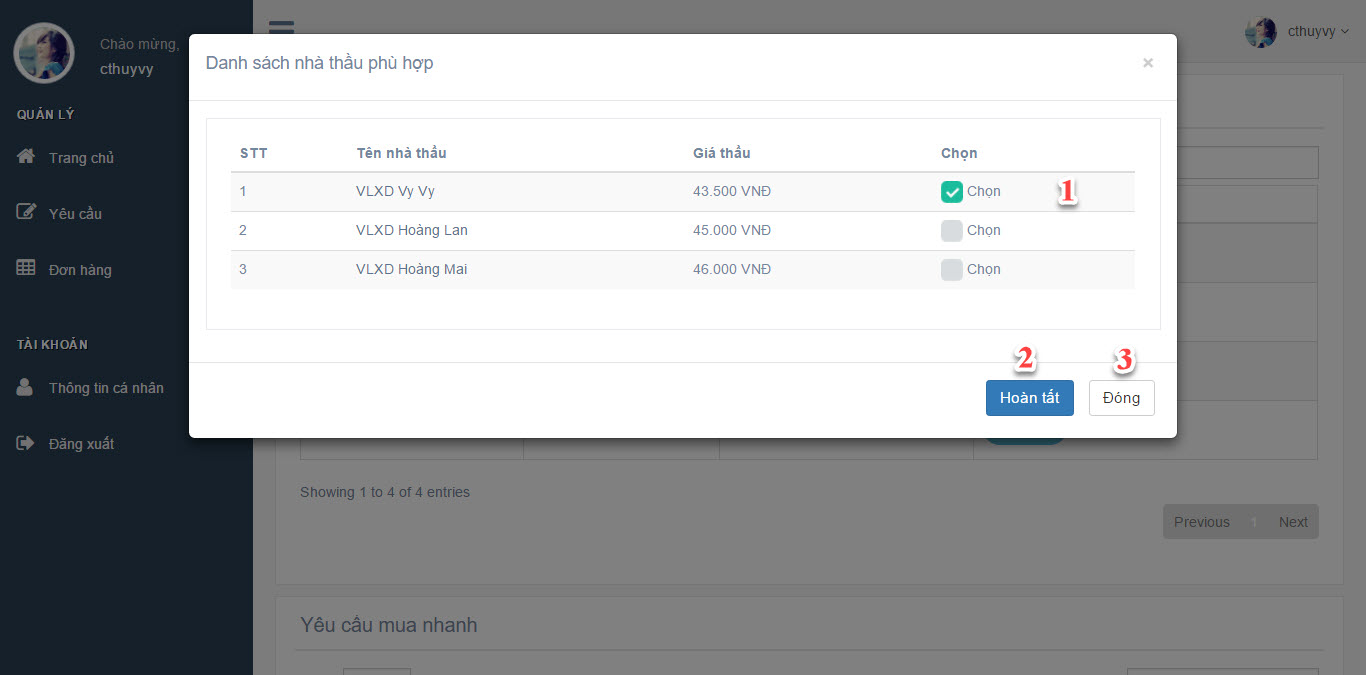 Chào mừng,
cthuyvy
cthuyvy
QUẢN LÝ
Trang chủ
Yêu cầu
Đơn hàng
TÀI KHOẢN
Thông tin cá nhân
Đăng xuất
Danh sách nhà thầu phù hợp ×
STT Tên nhà thầu Giá thầu Chọn
1 VLXD Vy Vy 43.500 VNĐ Chọn 1
2 VLXD Hoàng Lan 45.000 VNĐ Chọn
3 VLXD Hoàng Mai 46.000 VNĐ Chọn
2 3
Hoàn tất Đóng
Showing 1 to 4 of 4 entries
Previous 1 Next
Yêu cầu mua nhanh